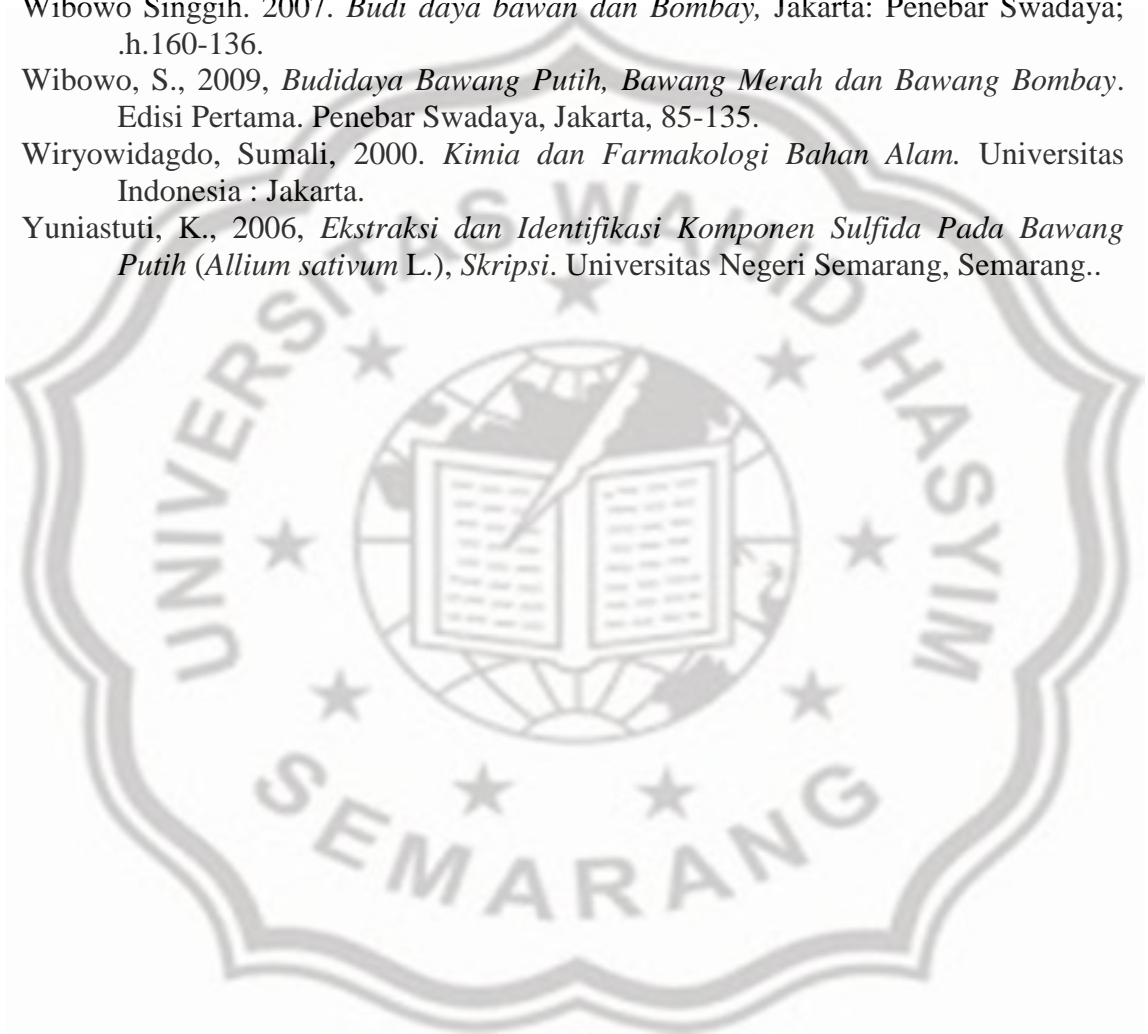 Wibowo Singgih. 2007. Budi daya bawan dan Bombay, Jakarta: Penebar Swadaya;
.h.160-136.
Wibowo, S., 2009, Budidaya Bawang Putih, Bawang Merah dan Bawang Bombay.
Edisi Pertama. Penebar Swadaya, Jakarta, 85-135.
Wiryowidagdo, Sumali, 2000. Kimia dan Farmakologi Bahan Alam. Universitas
Indonesia : Jakarta.
Yuniastuti, K., 2006, Ekstraksi dan Identifikasi Komponen Sulfida Pada Bawang
Putih (Allium sativum L.), Skripsi. Universitas Negeri Semarang, Semarang..
UNIVERSITAS WAHID HASYIM
SEMARANG